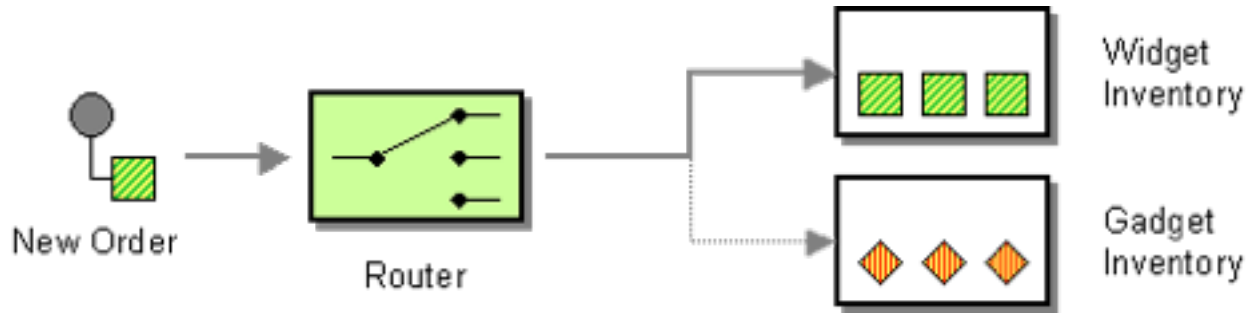 New Order
Router
Widget
Inventory
Gadget
Inventory